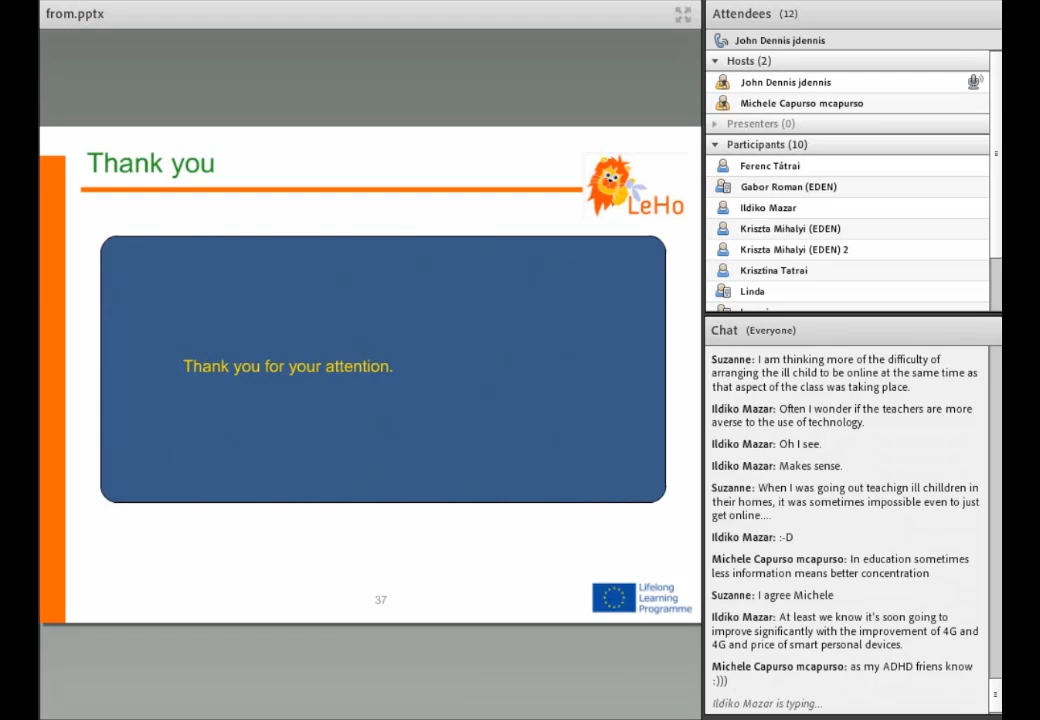 from.pptx
Thank you
LeHo
Thank you for your attention.
37
Lifelong
Learning
Programme
Attendees (12)
John Dennis jdennis
Hosts (2)
John Dennis jdennis
Michele Capurso mcapurso
Presenters (0)
Participants (10)
Ferenc Tátrai
Gabor Roman (EDEN)
Ildiko Mazar
Kriszta Mihalyi (EDEN)
Kriszta Mihalyi (EDEN) 2
Krisztina Tatrai
Linda
Chat (Everyone)
Suzanne: I am thinking more of the difficulty of
arranging the ill child to be online at the same time as
that aspect of the class was taking place.
Ildiko Mazar: Often I wonder if the teachers are more
averse to the use of technology.
Ildiko Mazar: Oh I see.
Ildiko Mazar: Makes sense.
Suzanne: When I was going out teachign ill chilldren in
their homes, it was sometimes impossible even to just
get online....
Ildiko Mazar: :-D
Michele Capurso mcapurso: In education sometimes
less information means better concentration
Suzanne: I agree Michele
Ildiko Mazar: At least we know it's soon going to
improve significantly with the improvement of 4G and
4G and price of smart personal devices.
Michele Capurso mcapurso: as my ADHD friens know
:)))
Ildiko Mazar is typing...